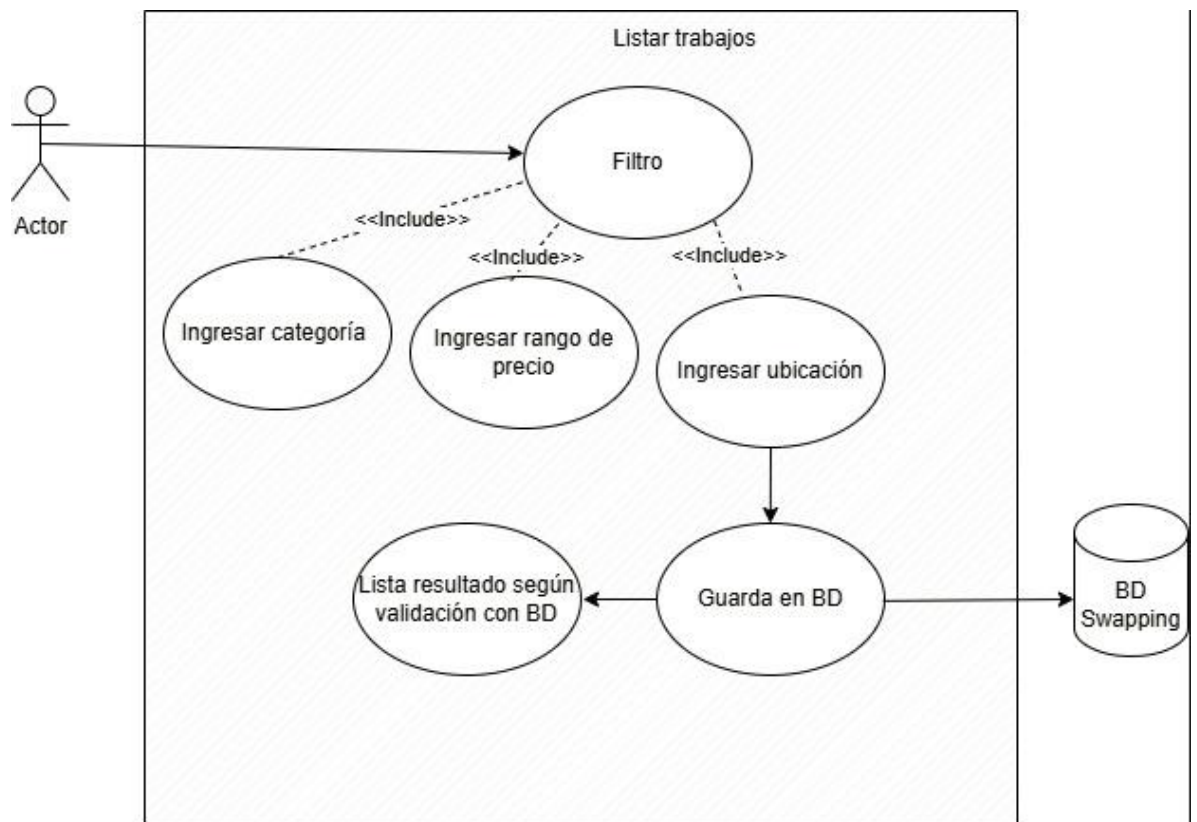 Listar trabajos
Filtro
Actor
<<Include>>
<<Include>>
<<Include>>
Ingresar categoría
Ingresar rango de
precio
Ingresar ubicación
Lista resultado según
validación con BD
Guarda en BD
BD
Swapping